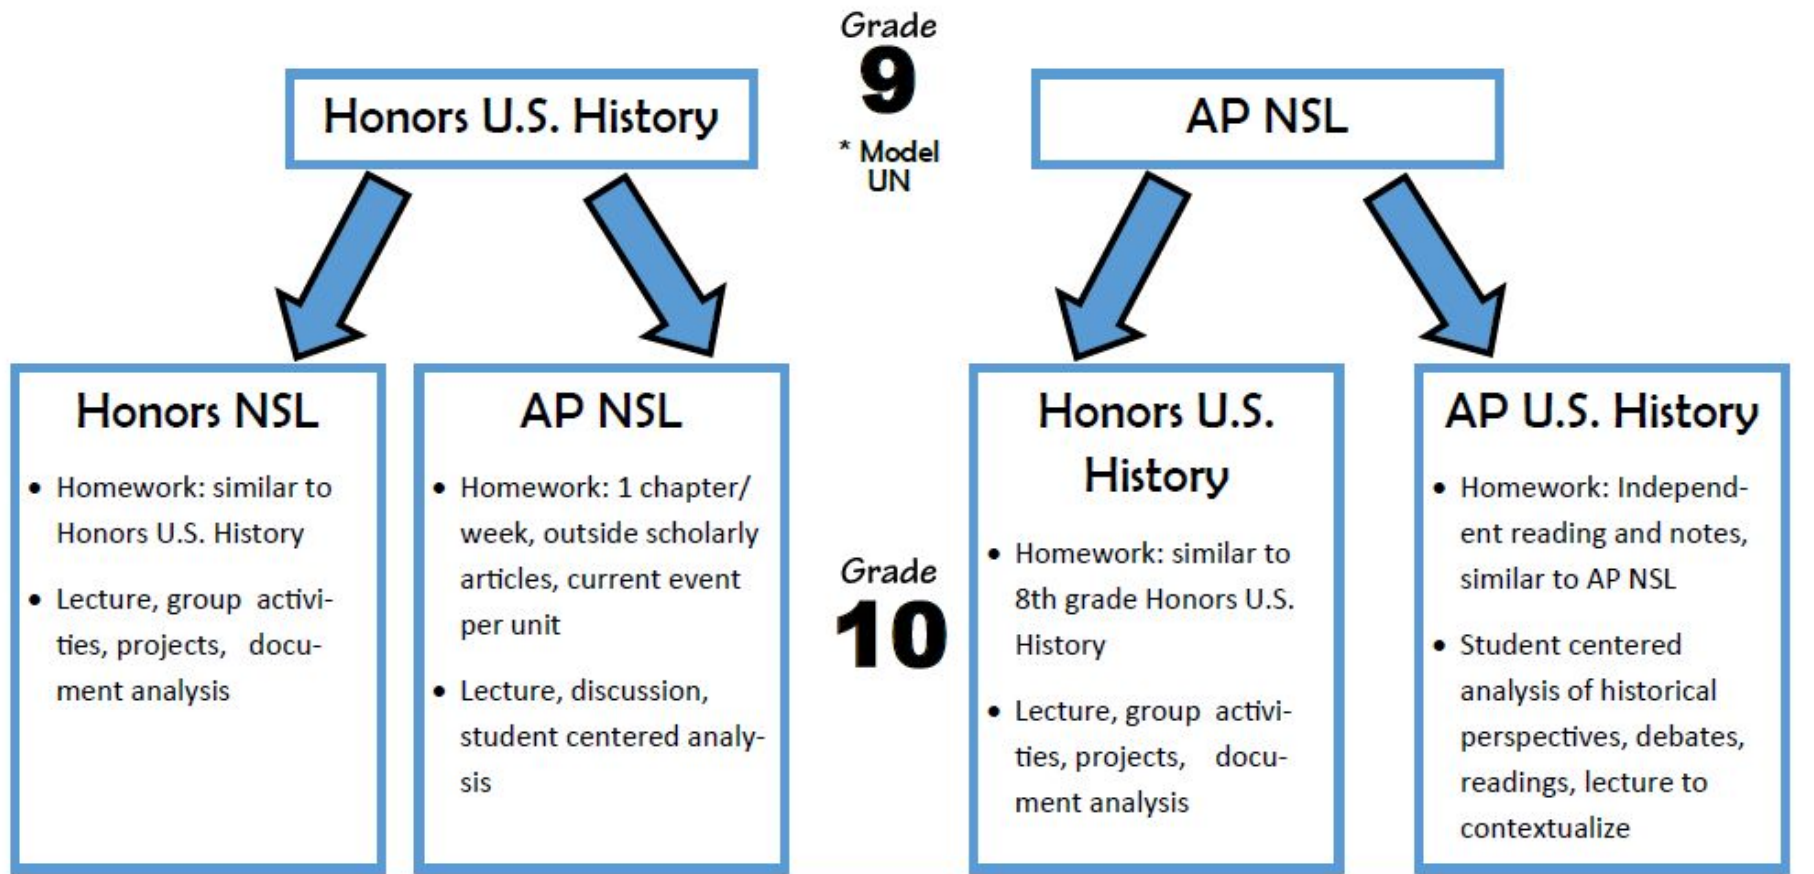 Grade
9
* Model
UN
Honors U.S. History
AP NSL
Honors NSL
• Homework: similar to
Honors U.S. History
• Lecture, group activi-
ties, projects, docu-
ment analysis
AP NSL
• Homework: 1 chapter/
week, outside scholarly
articles, current event
per unit
• Lecture, discussion,
student centered analy-
sis
Grade
10
Honors U.S.
History
• Homework: similar to
8th grade Honors U.S.
History
• Lecture, group activi-
ties, projects, docu-
ment analysis
AP U.S. History
• Homework: Independ-
ent reading and notes,
similar to AP NSL
• Student centered
analysis of historical
perspectives, debates,
readings, lecture to
contextualize